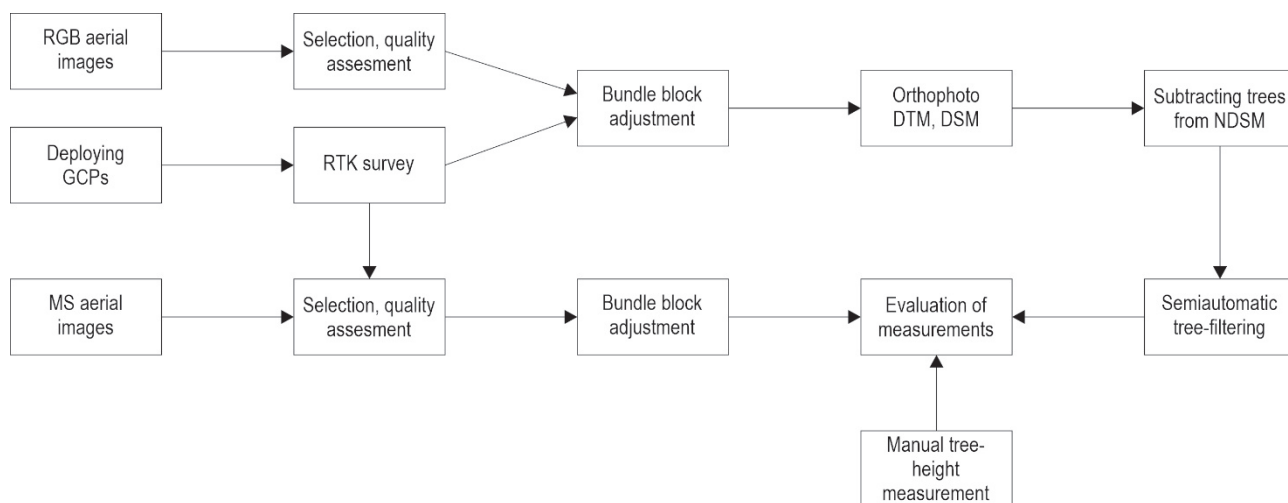 RGB aerial
images
Selection, quality
assesment
Bundle block
adjustment
Orthophoto
DTM, DSM
Subtracting trees
from NDSM
Deploying
GCPs
RTK survey
MS aerial
images
Selection, quality
assesment
Bundle block
adjustment
Evaluation of
measurements
Semiautomatic
tree-filtering
Manual tree-
height
measurement